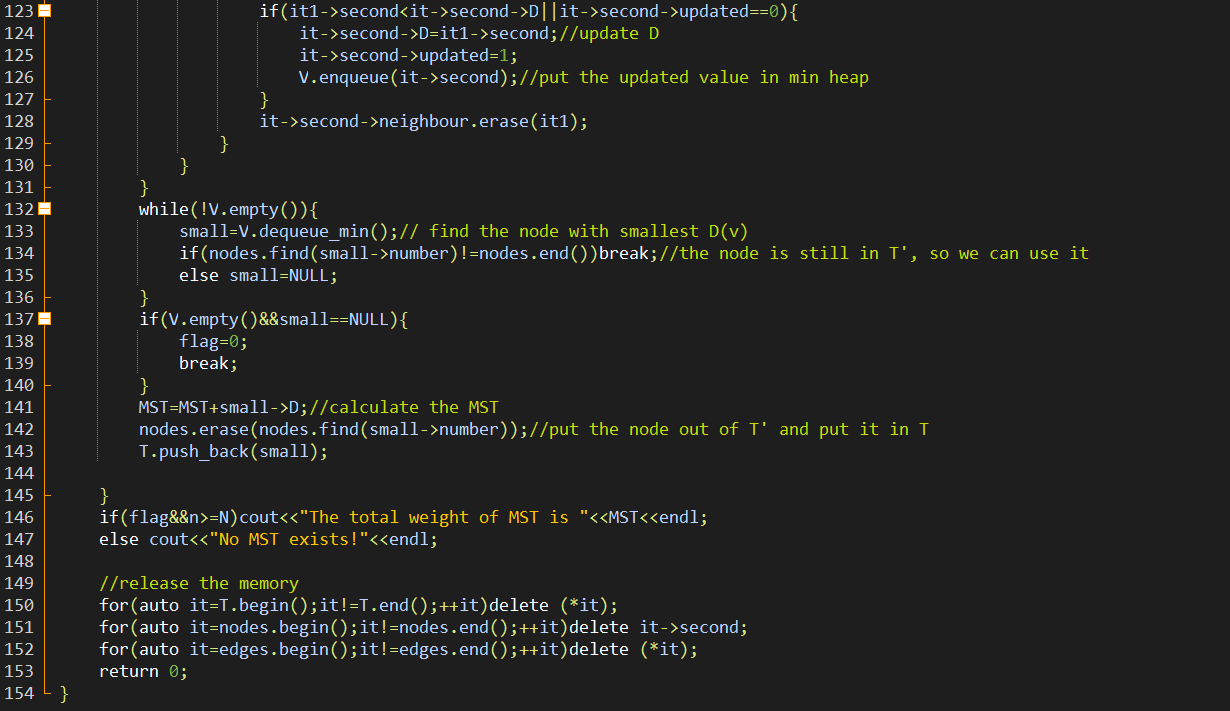 123 if(it1->second<it->second->D||it->second->updated==0){
124 it->second->D=it1->second;//update D
125 it->second->updated=1;
126 V.enqueue(it->second);//put the updated value in min heap
127 }
128 it->second->neighbour.erase(it1);
129 }
130 }
131 }
132 while(!V.empty()){
133 small=V.dequeue_min();// find the node with smallest D(v)
134 if(nodes.find(small->number)!=nodes.end())break;//the node is still in T', so we can use it
135 else small=NULL;
136 }
137 if(V.empty()&&small==NULL){
138 flag=0;
139 break;
140 }
141 MST=MST+small->D;//calculate the MST
142 nodes.erase(nodes.find(small->number));//put the node out of T' and put it in T
143 T.push_back(small);
144
145 }
146 if(flag&&n>=N)cout<<"The total weight of MST is "<<MST<<endl;
147 else cout<<"No MST exists!"<<endl;
148
149 //release the memory
150 for(auto it=T.begin();it!=T.end();++it)delete (*it);
151 for(auto it=nodes.begin();it!=nodes.end();++it)delete it->second;
152 for(auto it=edges.begin();it!=edges.end();++it)delete (*it);
153 return 0;
154 }